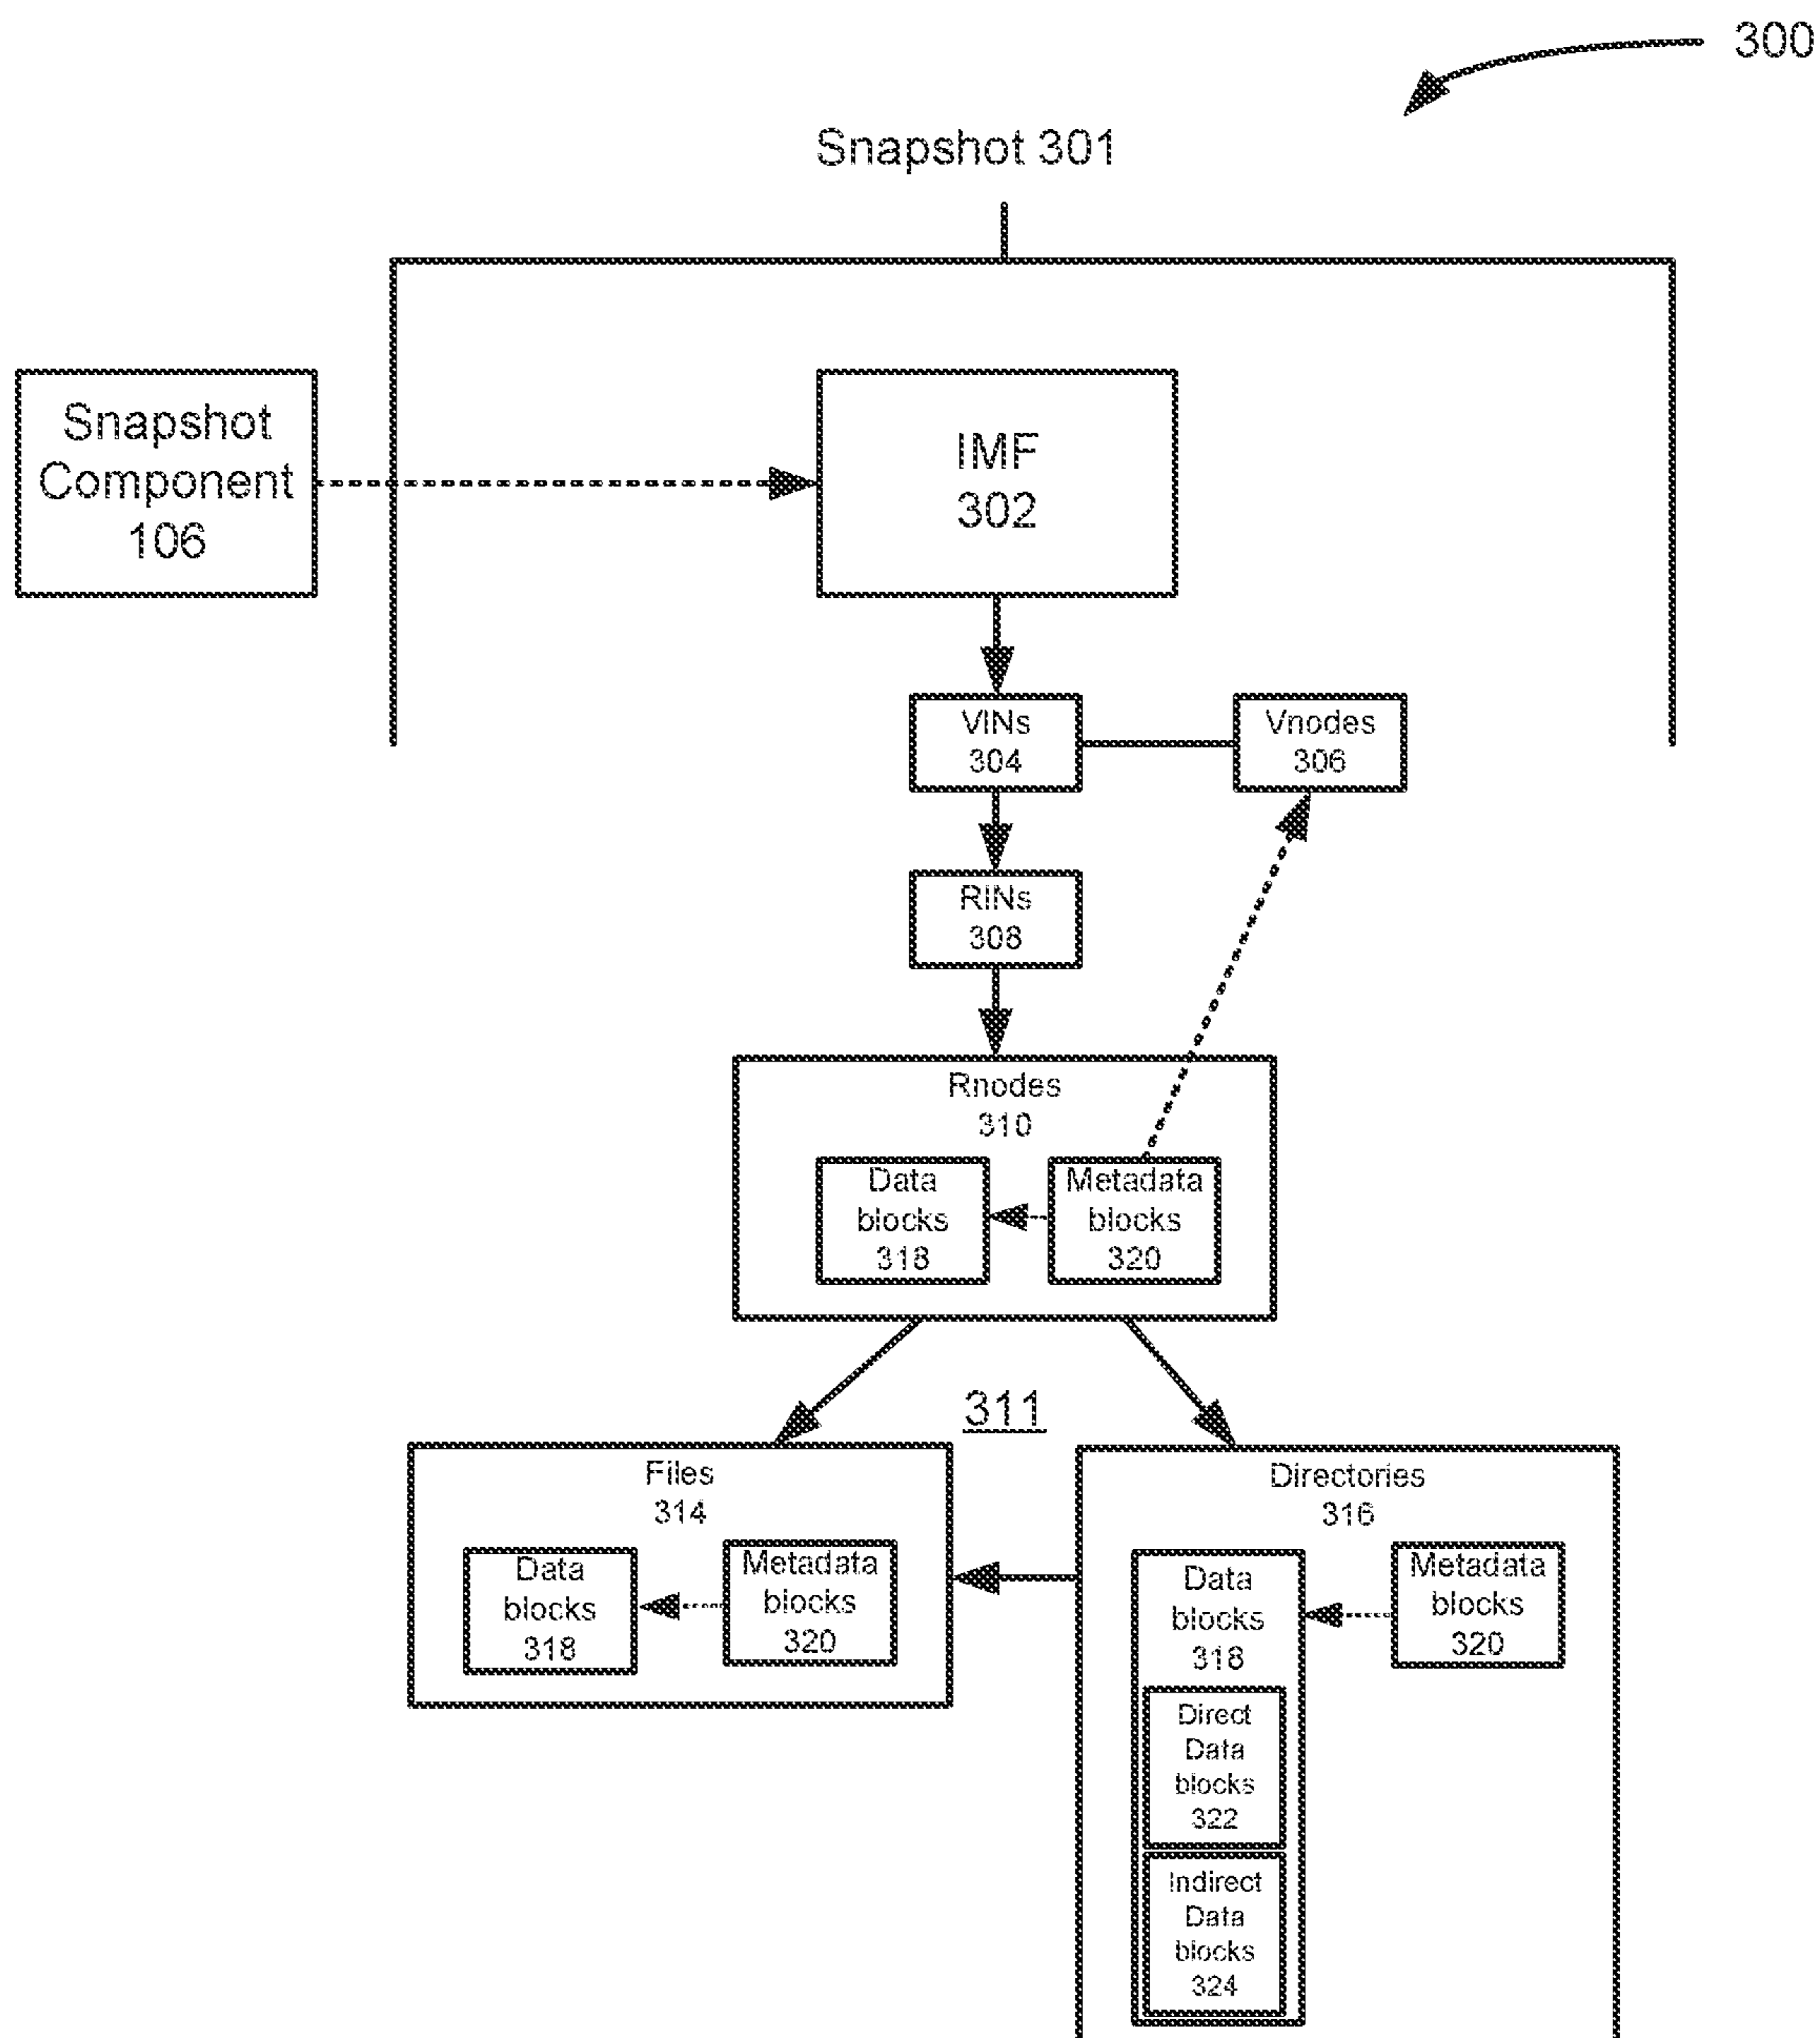 300
Snapshot 301
Snapshot
Component
106
IMF
302
VINs
304
Vnodes
306
RINs
308
Rnodes
310
Data
blocks
318
Metadata
blocks
320
311
Files
314
Data
blocks
318
Metadata
blocks
320
Directories
316
Data
blocks
318
Direct
Data
blocks
322
Indirect
Data
blocks
324
Metadata
blocks
320